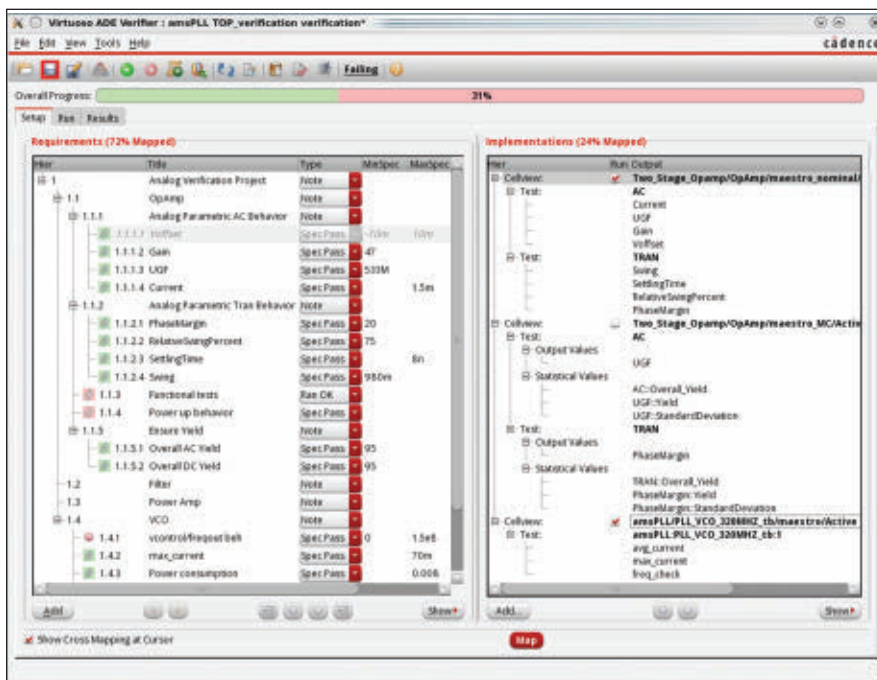 Virtuoso ADE Verifier : amsPLL TOP_verification verification*
File Edit View Tools Help
cādence
Failing
Overall Progress: 31%
Setup Run Results
Requirements (72% Mapped)
Hier Title Type MinSpec MaxSpec
1 Analog Verification Project Note
1.1 OpAmp Note
1.1.1 Analog Parametric AC Behavior Note
1.1.1.1 Voffset Spec Pass -10m 10m
1.1.1.2 Gain Spec Pass 47
1.1.1.3 UGF Spec Pass 533M
1.1.1.4 Current Spec Pass 1.5m
1.1.2 Analog Parametric Tran Behavior Note
1.1.2.1 PhaseMargin Spec Pass 20
1.1.2.2 RelativeSwingPercent Spec Pass 75
1.1.2.3 SettlingTime Spec Pass 8n
1.1.2.4 Swing Spec Pass 980m
1.1.3 Functional tests Ran OK
1.1.4 Power up behavior Spec Pass
1.1.5 Ensure Yield Note
1.1.5.1 Overall AC Yield Spec Pass 95
1.1.5.2 Overall DC Yield Spec Pass 95
1.2 Filter Note
1.3 Power Amp Note
1.4 VCO Note
1.4.1 vcontrol/freqout beh Spec Pass 0 1.5e8
1.4.2 max_current Spec Pass 70m
1.4.3 Power consumption Spec Pass 0.008
Add Show
Implementations (24% Mapped)
Hier Run Output
Cellview: Two_Stage_Opamp/OpAmp/maestro_nominal/
Test: AC
Current
UGF
Gain
Voffset
Test: TRAN
Swing
SettlingTime
RelativeSwingPercent
PhaseMargin
Cellview: Two_Stage_Opamp/OpAmp/maestro_MC/Active
Test: AC
Output Values
UGF
Statistical Values
AC::Overall_Yield
UGF::Yield
UGF::StandardDeviation
Test: TRAN
Output Values
PhaseMargin
Statistical Values
TRAN::Overall_Yield
PhaseMargin::Yield
PhaseMargin::StandardDeviation
Cellview: amsPLL/PLL_VCO_320MHZ_tb/maestro/Active
Test: amsPLL:PLL_VCO_320MHZ_tb:1
avg_current
max_current
freq_check
Add... Show
Show Cross Mapping at Cursor Map